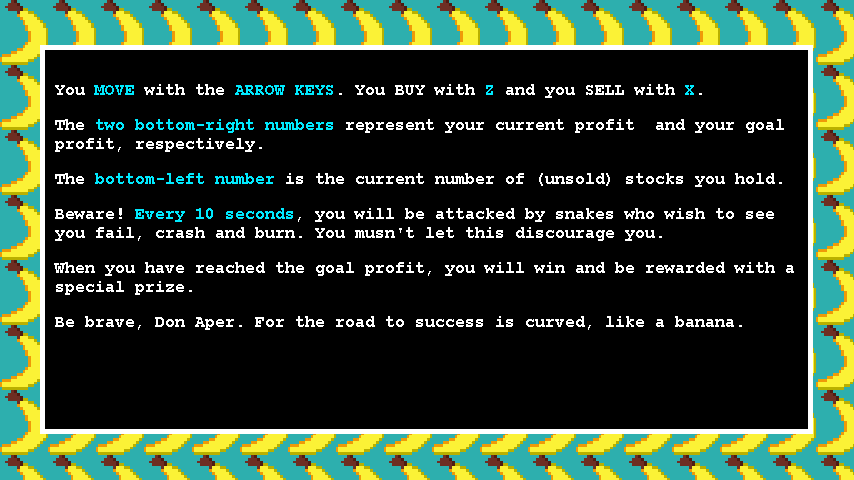 You MOVE with the ARROW KEYS. You BUY with Z and you SELL with X.
The two bottom-right numbers represent your current profit  and your goal
profit, respectively.
The bottom-left number is the current number of (unsold) stocks you hold.
Beware! Every 10 seconds, you will be attacked by snakes who wish to see
you fail, crash and burn. You musn't let this discourage you.
When you have reached the goal profit, you will win and be rewarded with a
special prize.
Be brave, Don Aper. For the road to success is curved, like a banana.